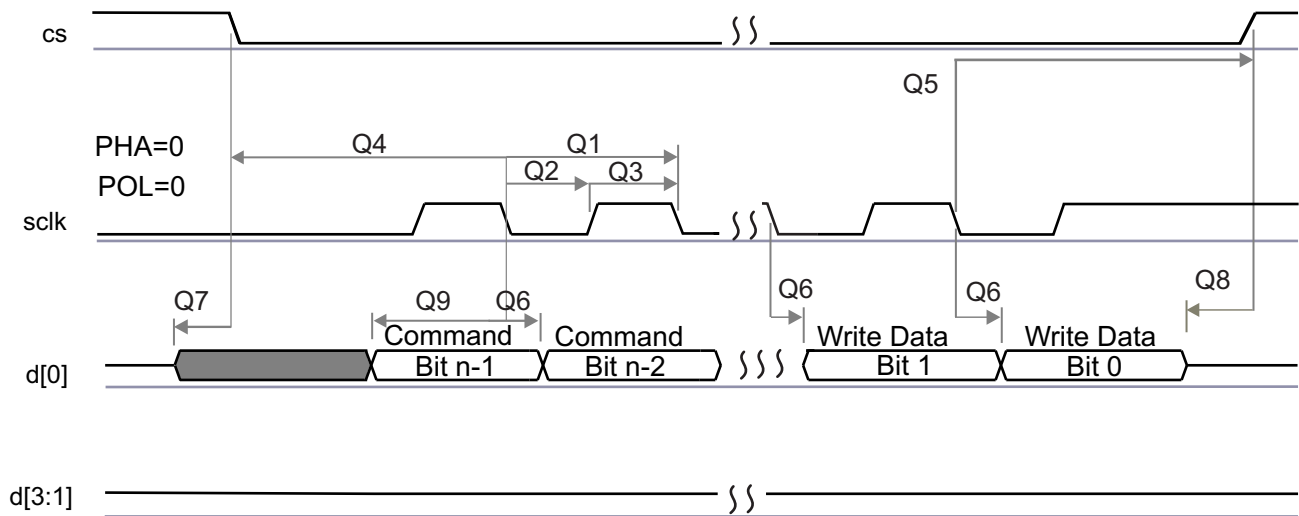 cs
Q5
PHA=0
Q4
Q1
POL=0
Q2
Q3
sclk
Q7
Q9
Q6
Q6
Q6
Q8
Command
Command
Write Data
Write Data
d[0]
Bit n-1
Bit n-2
Bit 1
Bit 0
d[3:1]